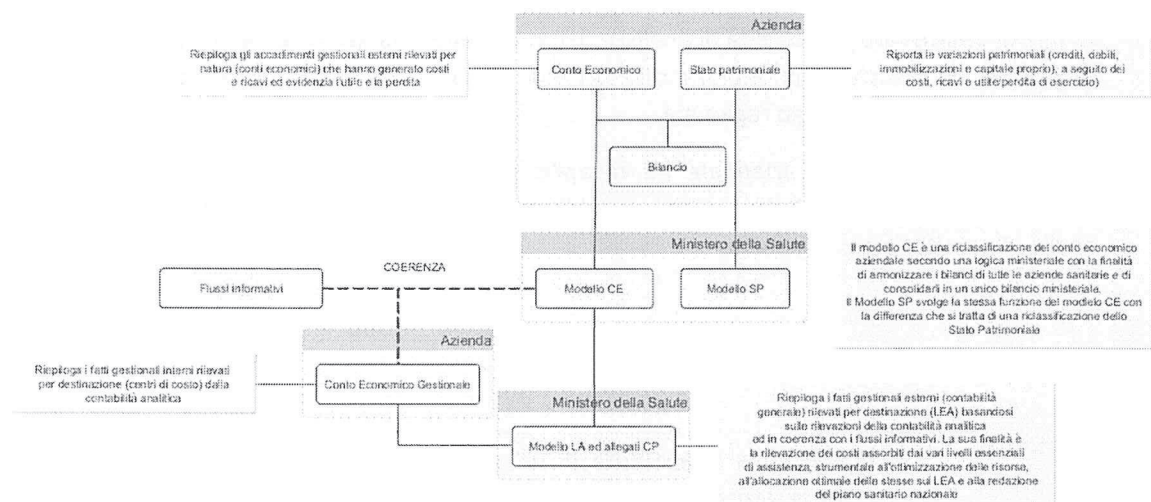 Azienda
Riepiloga gli accadimenti gestionali esterni rilevati per
natura (conti economici) che hanno generato costi
e ricavi ed evidenzia l'utile e la perdita
Conto Economico
Stato patrimoniale
Riporta le variazioni patrimoniali (crediti, debiti,
immobilizzazioni e capitale proprio), a seguito dei
costi, ricavi e utile/perdita di esercizio)
Bilancio
Ministero della Salute
Il modello CE è una riclassificazione del conto economico
aziendale secondo una logica ministeriale con la finalità
di armonizzare i bilanci di tutte le aziende sanitarie e di
consolidarli in un unico bilancio ministeriale.
Il Modello SP svolge la stessa funzione del modello CE con
la differenza che si tratta di una riclassificazione dello
Stato Patrimoniale
COERENZA
Flussi informativi
Modello CE
Modello SP
Azienda
Riepiloga i fatti gestionali interni rilevati
per destinazione (centri di costo) dalla
contabilità analitica
Conto Economico Gestionale
Ministero della Salute
Modello LA ed allegati CP
Riepiloga i fatti gestionali esterni (contabilità
generale) rilevati per destinazione (LEA) basandosi
sulle rilevazioni della contabilità analitica
ed in coerenza con i flussi informativi. La sua finalità è
la rilevazione dei costi assorbiti dai vari livelli essenziali
di assistenza, strumentale all'ottimizzazione delle risorse,
all'allocazione ottimale delle stesse sui LEA e alla redazione
del piano sanitario nazionale